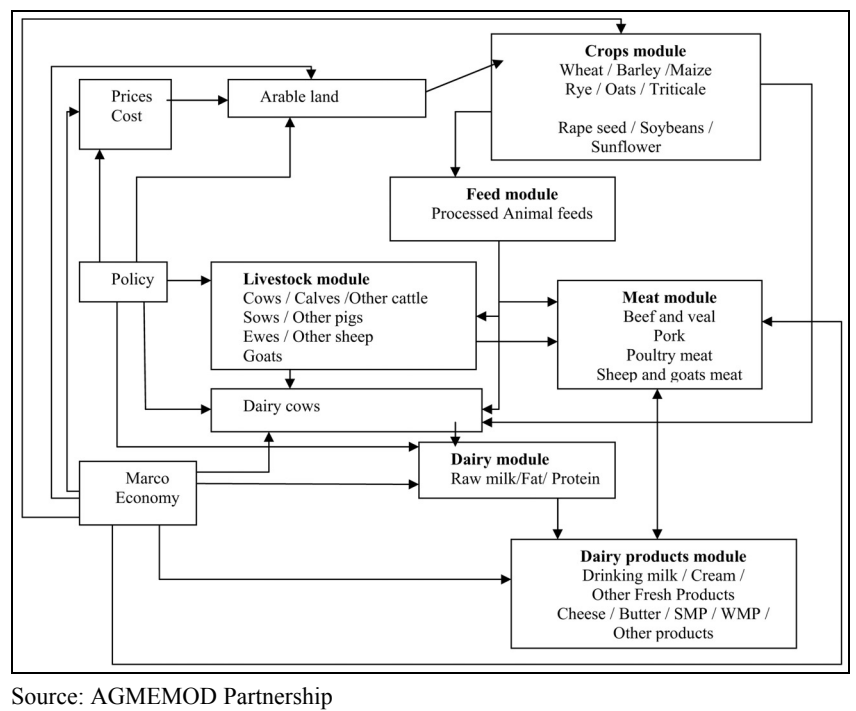 Crops module
Wheat / Barley /Maize
Rye / Oats / Triticale
Rape seed / Soybeans /
Sunflower
Prices
Cost
Arable land
Feed module
Processed Animal feeds
Policy
Livestock module
Cows / Calves /Other cattle
Sows / Other pigs
Ewes / Other sheep
Goats
Meat module
Beef and veal
Pork
Poultry meat
Sheep and goats meat
Dairy cows
Dairy module
Raw milk/Fat/ Protein
Marco
Economy
Dairy products module
Drinking milk / Cream /
Other Fresh Products
Cheese / Butter / SMP / WMP /
Other products
Source: AGMEMOD Partnership